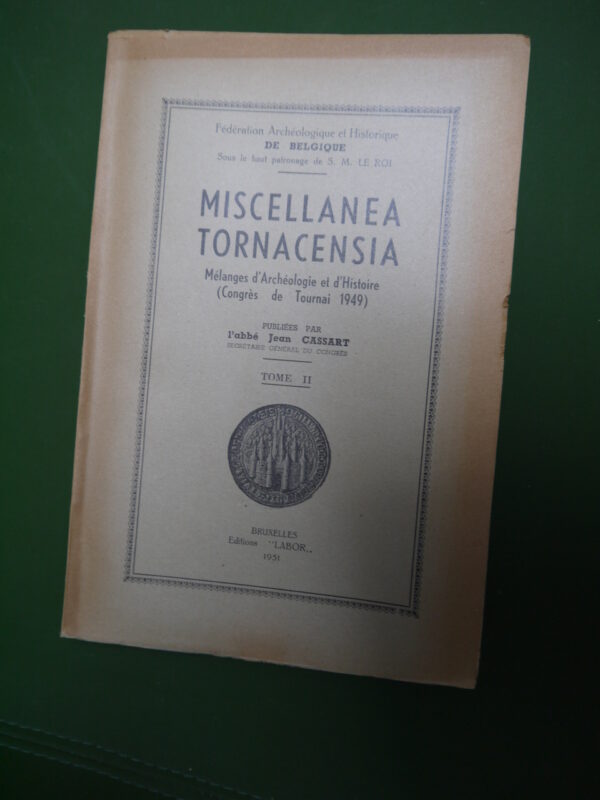 Fédération Archéologique et Historique
DE BELGIQUE
Sous le haut patronage de S. M. LE ROI
MISCELLANEA
TORNACENSIA
Mélanges d'Archéologie et d'Histoire
(Congrès de Tournai 1949)
PUBLIÉES PAR
l'abbé Jean CASSART
SECRÉTAIRE GÉNÉRAL DU CONGRÈS
TOME II
BRUXELLES
Editions "LABOR"
1951